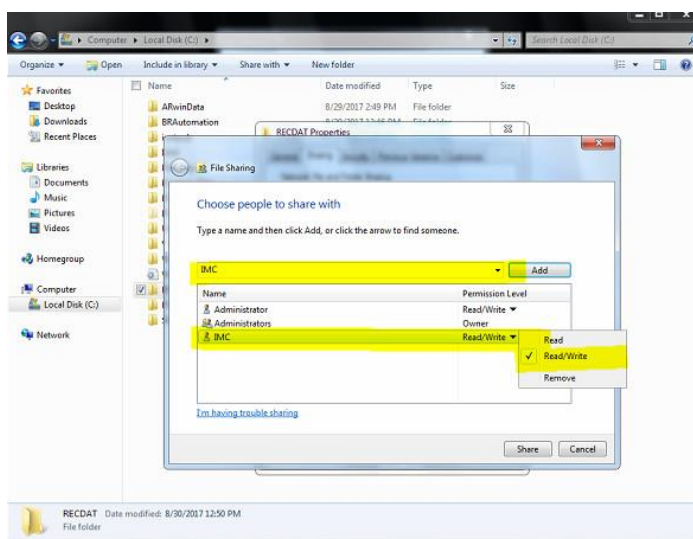 Computer ▸ Local Disk (C:) ▸
Search Local Disk (C:)
Organize ▼ Open Include in library ▼ Share with ▼ New folder
Name Date modified Type Size
Favorites
Desktop
Downloads
Recent Places
Libraries
Documents
Music
Pictures
Videos
Homegroup
Computer
Local Disk (C:)
Network
ARwinData 8/29/2017 2:49 PM File folder
BRAutomation
RECDAT Properties
File Sharing
Choose people to share with
Type a name and then click Add, or click the arrow to find someone.
IMC Add
Name Permission Level
Administrator Read/Write ▼
Administrators Owner
IMC Read/Write ▼
Read
Read/Write
Remove
I'm having trouble sharing
Share Cancel
RECDAT Date modified: 8/30/2017 12:50 PM
File folder